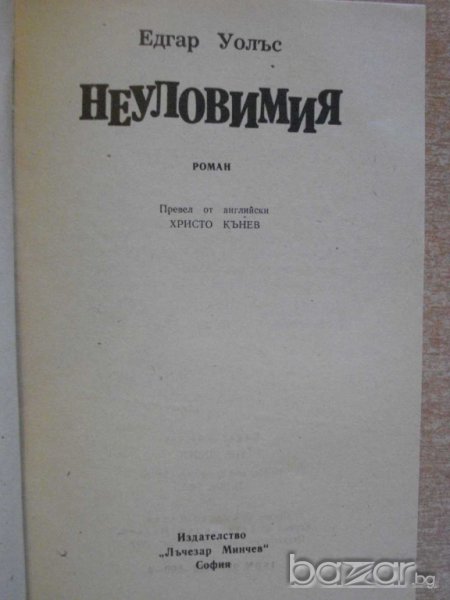 Едгар Уолъс
НЕУЛОВИМИЯ
РОМАН
Превел от английски
ХРИСТО КЪНЕВ
Издателство
„Лъчезар Минчев"
София
bazar.bg